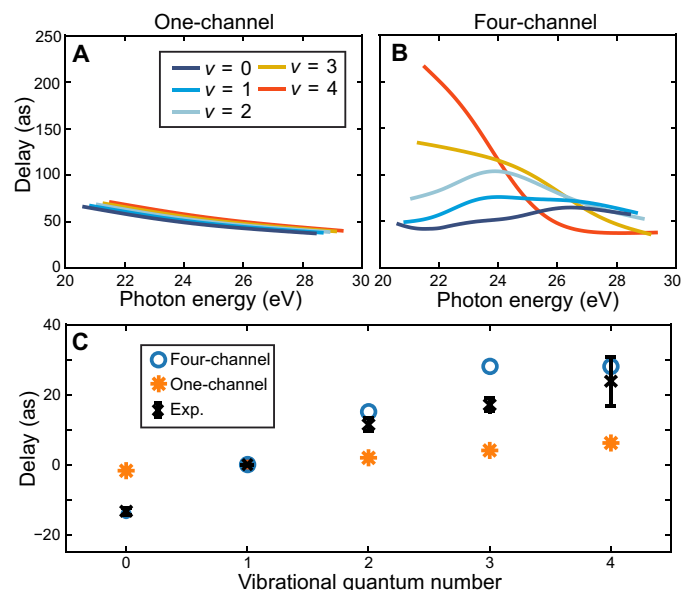 One-channel
Four-channel
A
B
250
200
150
100
50
0
Delay (as)
v = 0
v = 1
v = 2
v = 3
v = 4
20 22 24 26 28 20 22 24 26 28 30
Photon energy (eV)
Photon energy (eV)
C
Four-channel
One-channel
Exp.
40
20
0
−20
Delay (as)
0 1 2 3 4
Vibrational quantum number